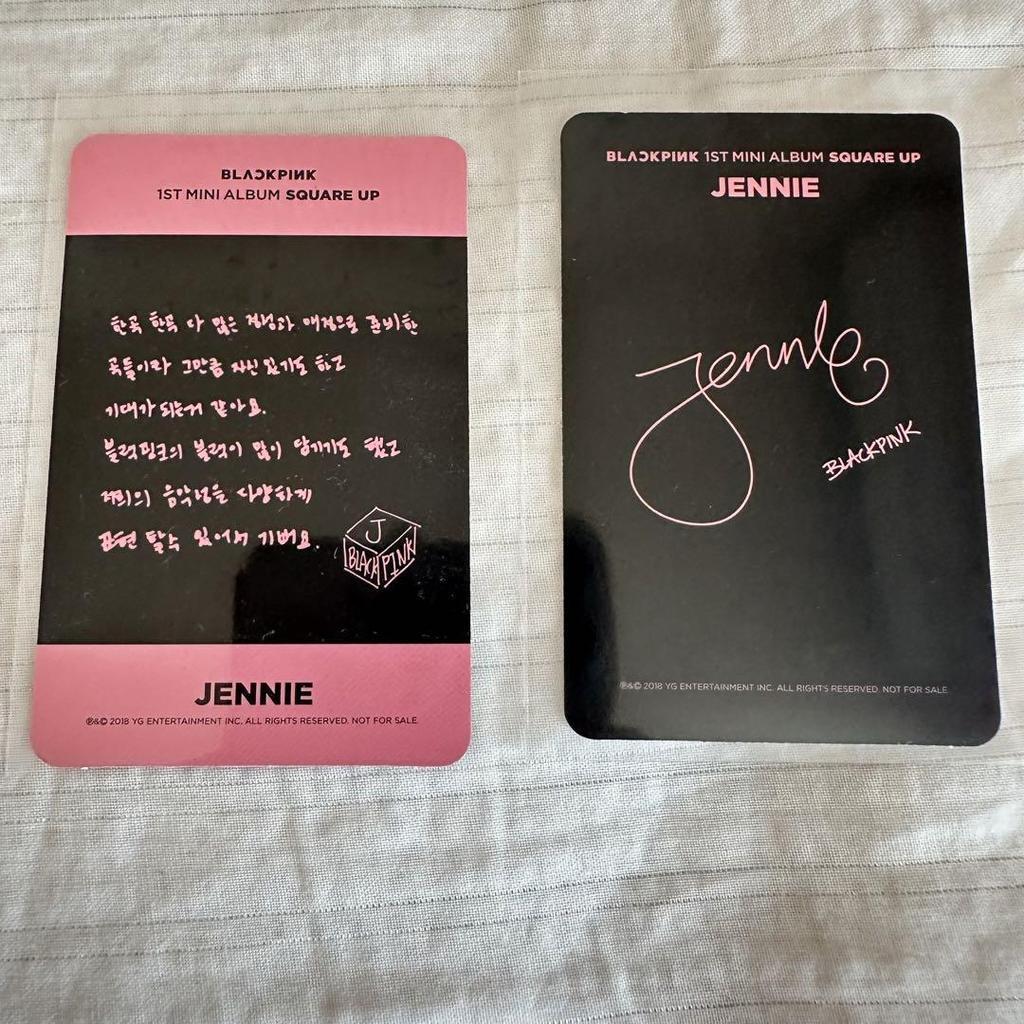 BLACKPINK
1ST MINI ALBUM SQUARE UP
한곡 한곡 다 많은 정성과 애정으로 준비한
곡들이라 그만큼 자신 있기도 하고
기대가 되는거 같아요.
블랙핑크의 블랙이 많이 담기기도 했고
저희의 음악성을 다양하게
표현 할수 있어서 기뻐요.
J
BLACKPINK
JENNIE
℗&© 2018 YG ENTERTAINMENT INC. ALL RIGHTS RESERVED. NOT FOR SALE.
BLACKPINK 1ST MINI ALBUM SQUARE UP
JENNIE
Jennie
BLACKPINK
℗&© 2018 YG ENTERTAINMENT INC. ALL RIGHTS RESERVED. NOT FOR SALE.